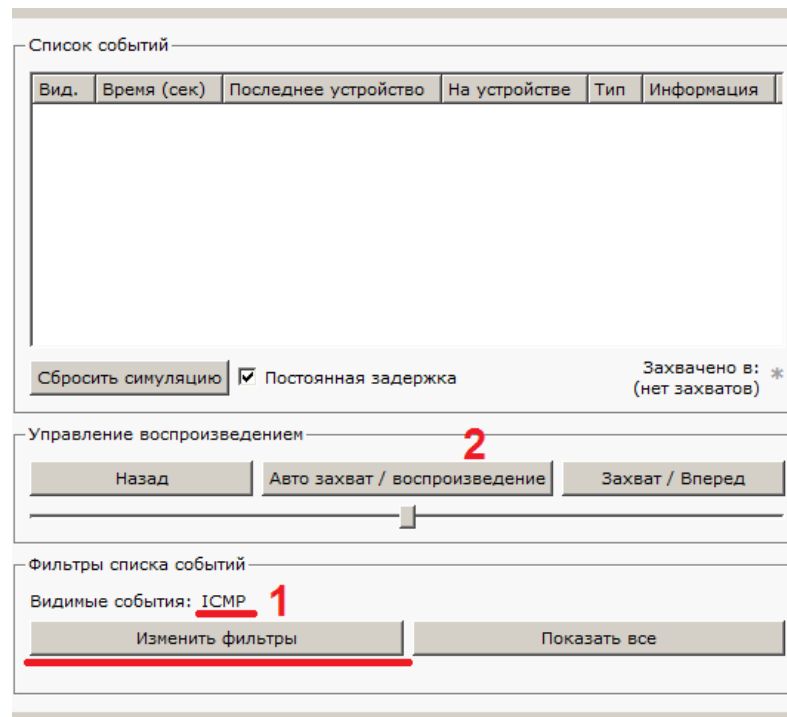 Список событий
Вид. Время (сек) Последнее устройство На устройстве Тип Информация
Сбросить симуляцию Постоянная задержка Захвачено в: *
(нет захватов)
Управление воспроизведением
2
Назад Авто захват / воспроизведение Захват / Вперед
Фильтры списка событий
Видимые события: ICMP 1
Изменить фильтры Показать все